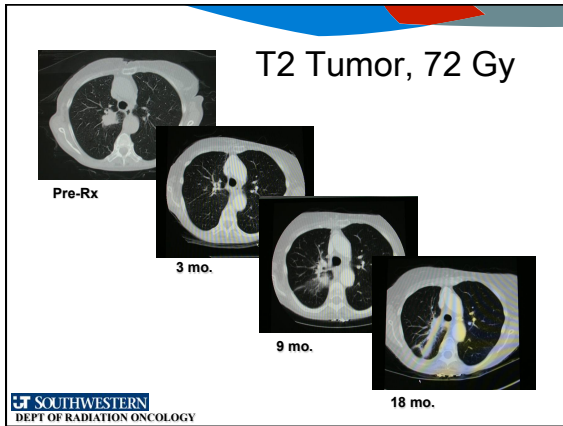 T2 Tumor, 72 Gy
Pre-Rx
3 mo.
9 mo.
18 mo.
UT SOUTHWESTERN
DEPT OF RADIATION ONCOLOGY